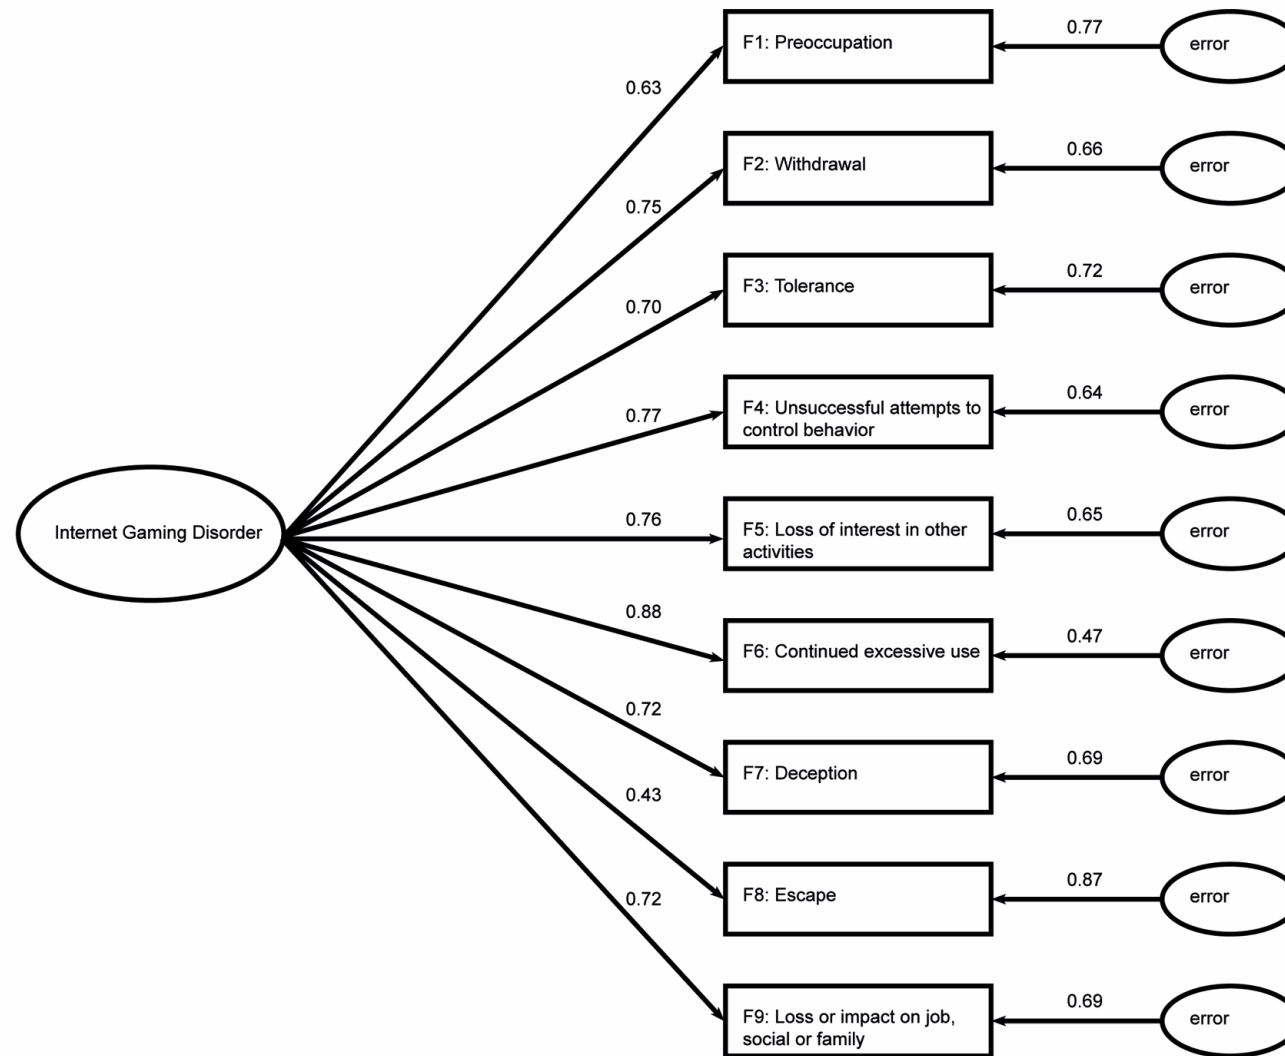 F1: Preoccupation
0.77
error
0.63
F2: Withdrawal
0.66
error
0.75
F3: Tolerance
0.72
error
0.70
F4: Unsuccessful attempts to
control behavior
0.64
error
0.77
Internet Gaming Disorder
0.76
F5: Loss of interest in other
activities
0.65
error
0.88
F6: Continued excessive use
0.47
error
0.72
F7: Deception
0.69
error
0.43
F8: Escape
0.87
error
0.72
F9: Loss or impact on job,
social or family
0.69
error